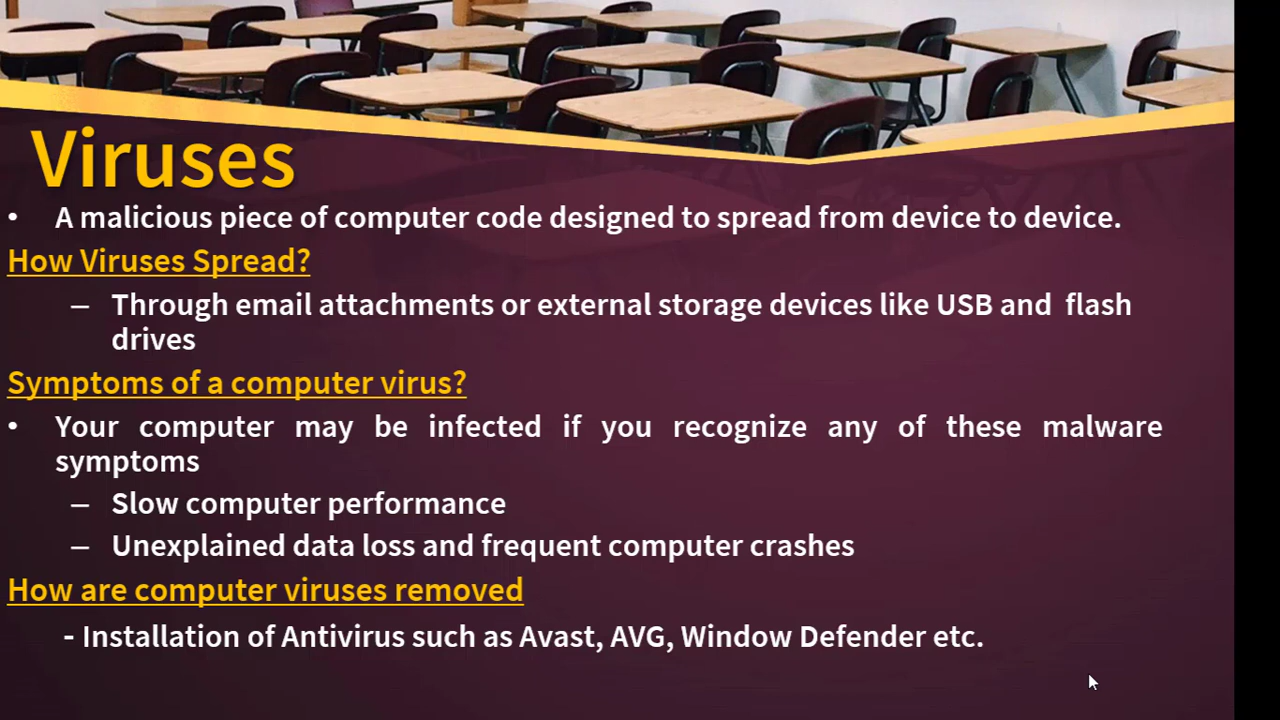 Viruses
• A malicious piece of computer code designed to spread from device to device.
How Viruses Spread?
– Through email attachments or external storage devices like USB and  flash
drives
Symptoms of a computer virus?
• Your computer may be infected if you recognize any of these malware
symptoms
– Slow computer performance
– Unexplained data loss and frequent computer crashes
How are computer viruses removed
- Installation of Antivirus such as Avast, AVG, Window Defender etc.